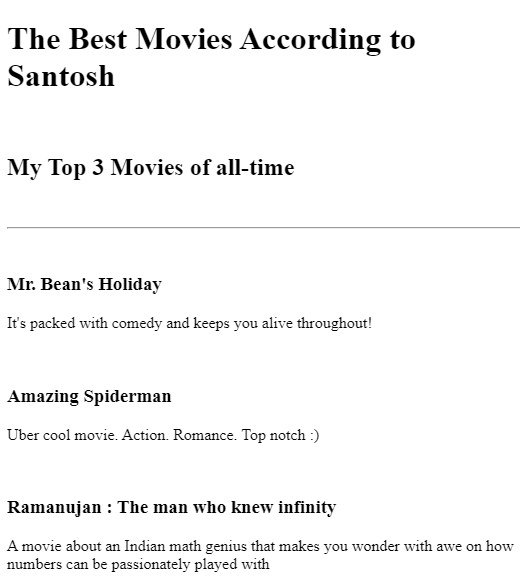 The Best Movies According to
Santosh
My Top 3 Movies of all-time
Mr. Bean's Holiday
It's packed with comedy and keeps you alive throughout!
Amazing Spiderman
Uber cool movie. Action. Romance. Top notch :)
Ramanujan : The man who knew infinity
A movie about an Indian math genius that makes you wonder with awe on how
numbers can be passionately played with